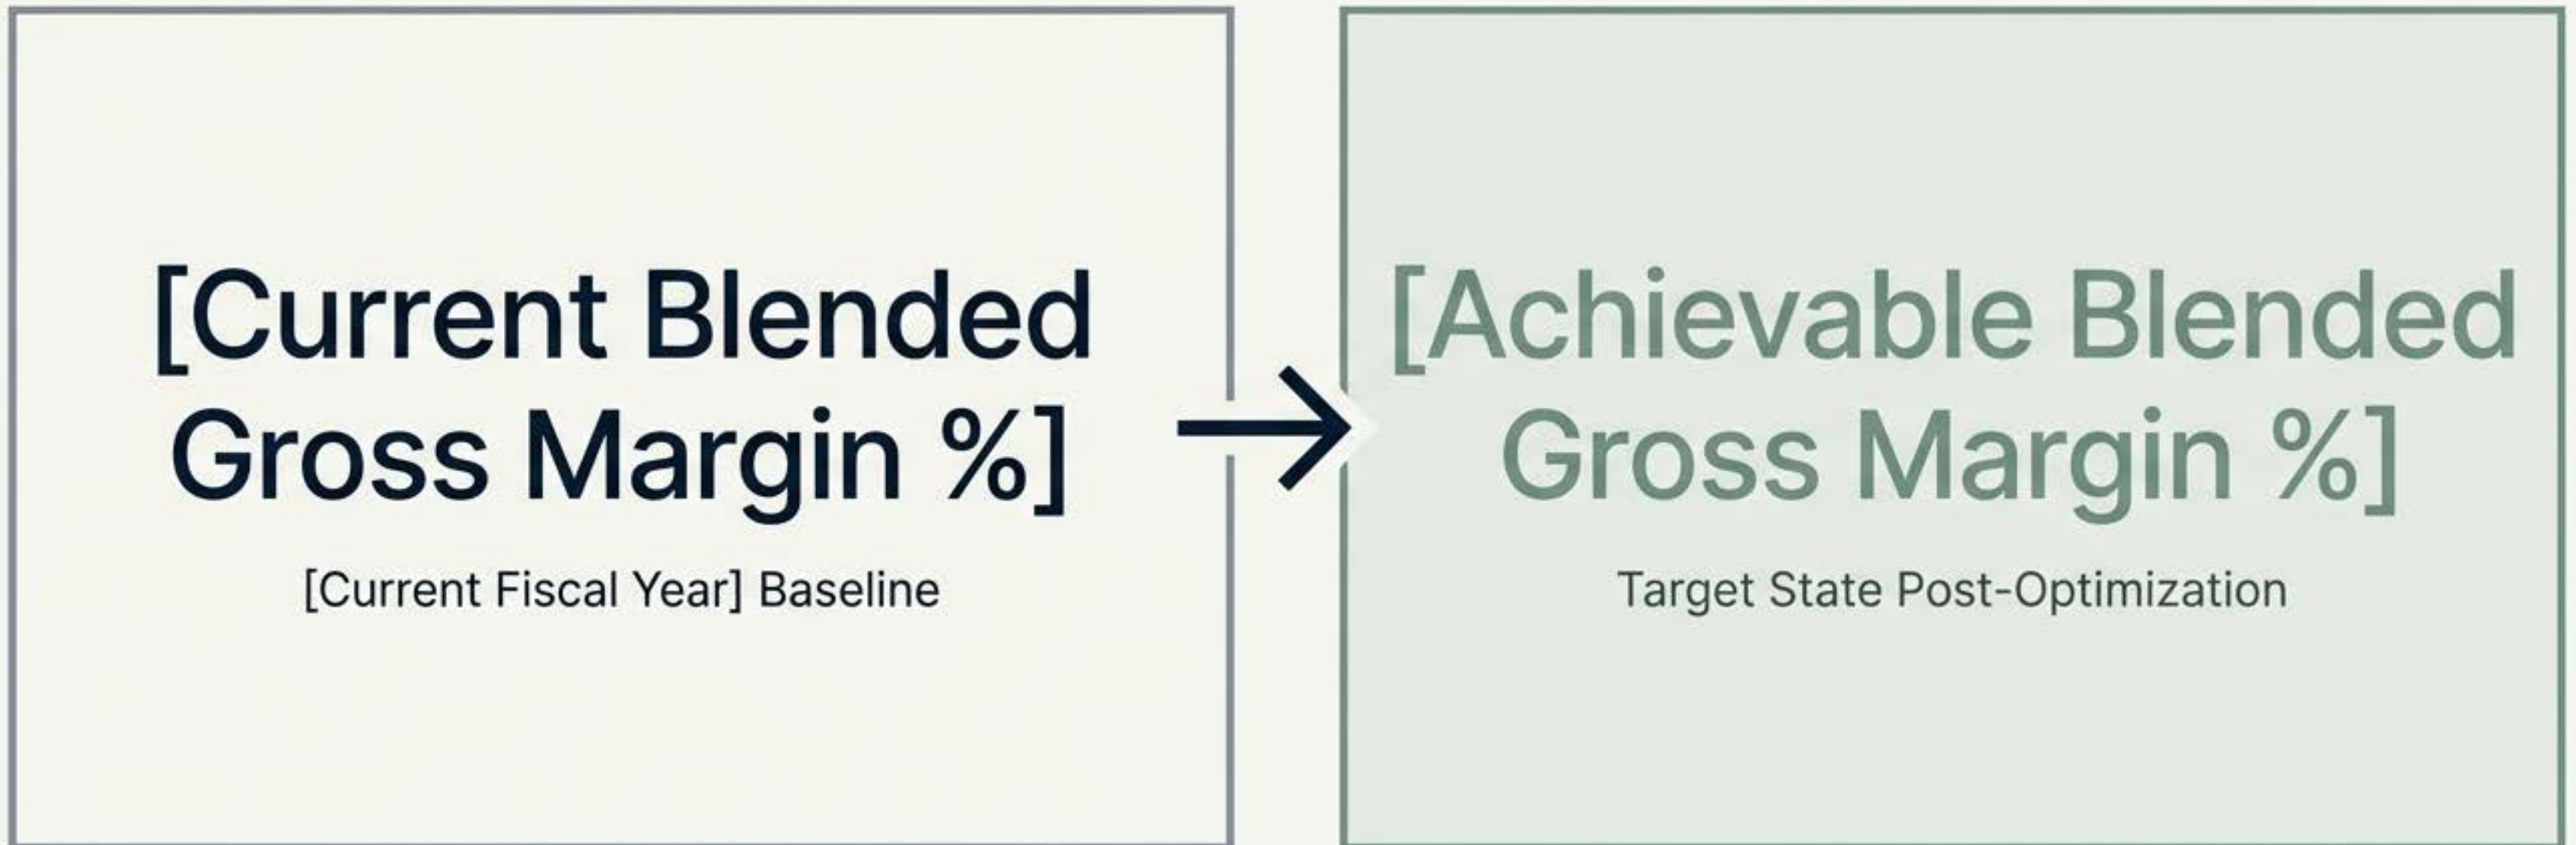 [Current Blended
Gross Margin %]
[Current Fiscal Year] Baseline
[Achievable Blended
Gross Margin %]
Target State Post-Optimization